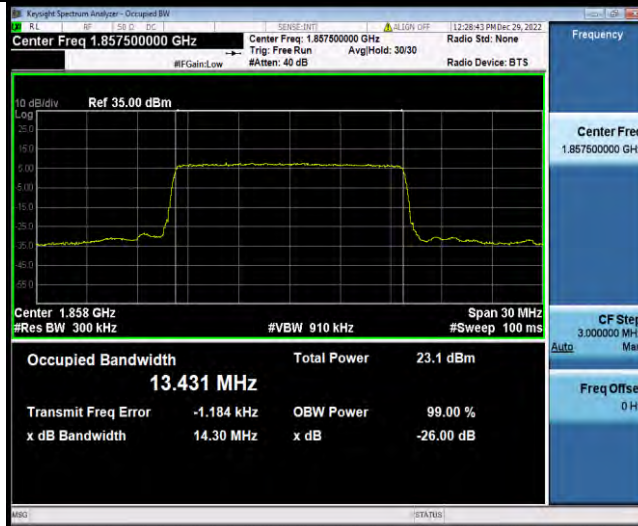 Keysight Spectrum Analyzer - Occupied BW
RL RF 50 Ω DC SENSE:INT ALIGN OFF 12:28:43 PM Dec 29, 2022
Center Freq 1.857500000 GHz
Center Freq: 1.857500000 GHz
Radio Std: None
Trig: Free Run Avg|Hold: 30/30
#IFGain:Low #Atten: 40 dB Radio Device: BTS
10 dB/div Ref 35.00 dBm
Log
25.0
15.0
5.00
-5.00
-15.0
-25.0
-35.0
-45.0
-55.0
Center 1.858 GHz Span 30 MHz
#Res BW 300 kHz #VBW 910 kHz #Sweep 100 ms
Occupied Bandwidth Total Power 23.1 dBm
13.431 MHz
Transmit Freq Error -1.184 kHz OBW Power 99.00 %
x dB Bandwidth 14.30 MHz x dB -26.00 dB
MSG STATUS
Frequency
Center Fre
1.857500000 GH
CF Step
3.000000 MH
Auto Ma
Freq Offse
0 H